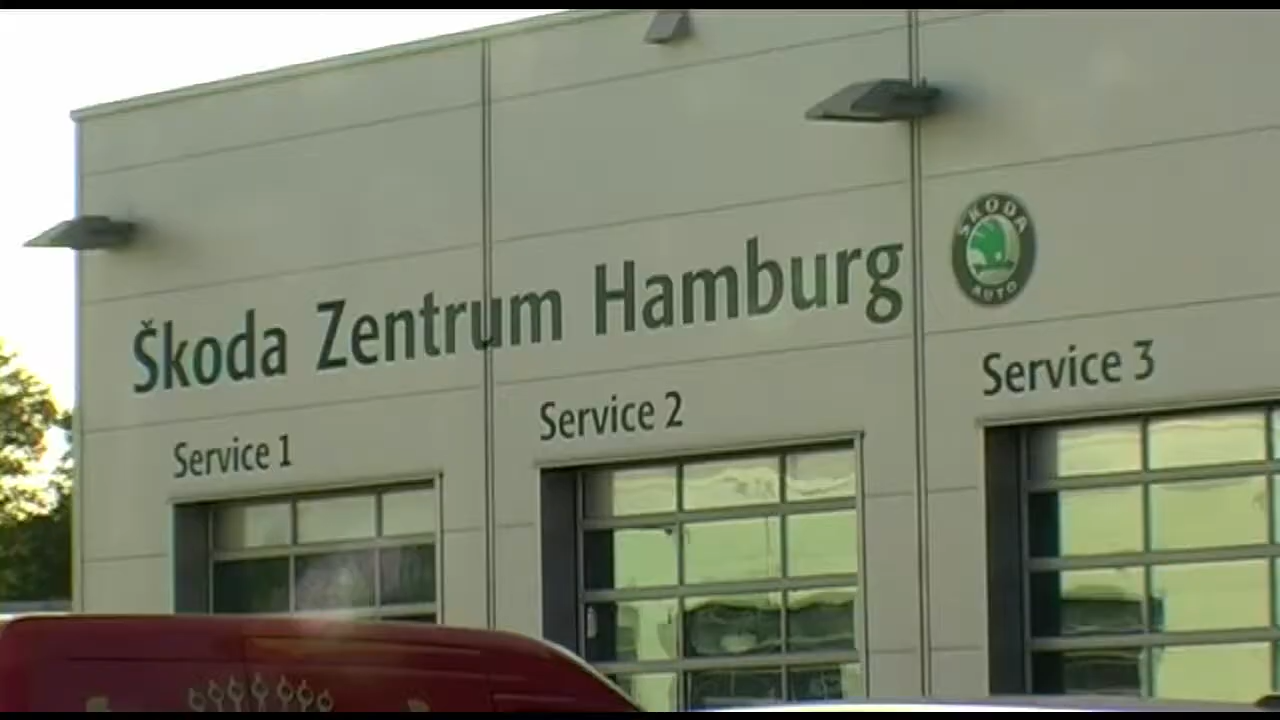 Škoda Zentrum Hamburg
ŠKODA
AUTO
Service 1
Service 2
Service 3